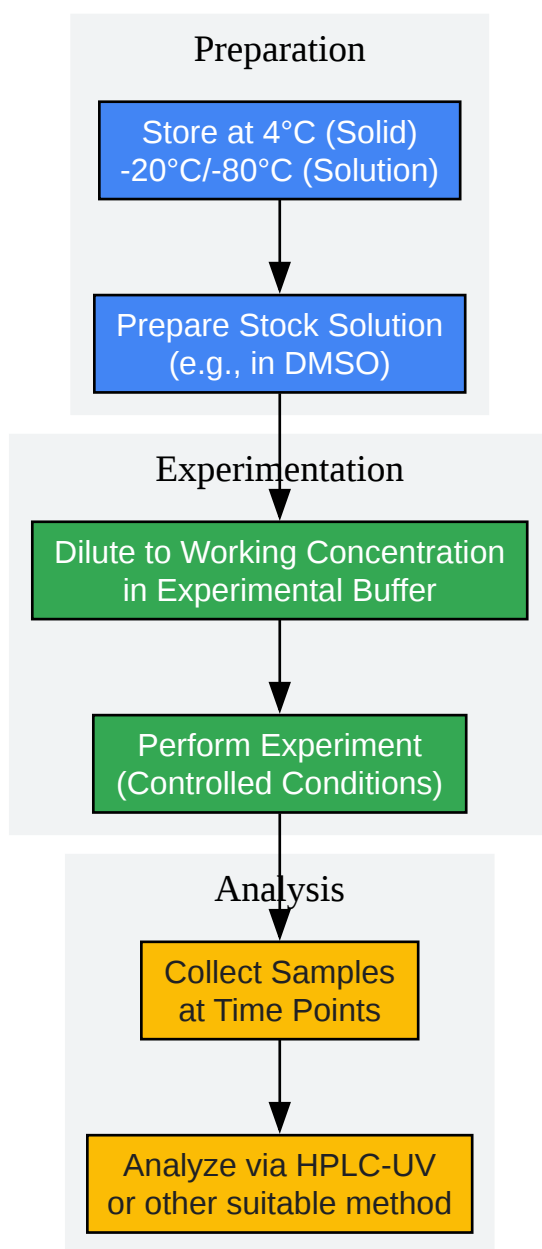 Preparation
Store at 4°C (Solid)
-20°C/-80°C (Solution)
Prepare Stock Solution
(e.g., in DMSO)
Experimentation
Dilute to Working Concentration
in Experimental Buffer
Perform Experiment
(Controlled Conditions)
Analysis
Collect Samples
at Time Points
Analyze via HPLC-UV
or other suitable method